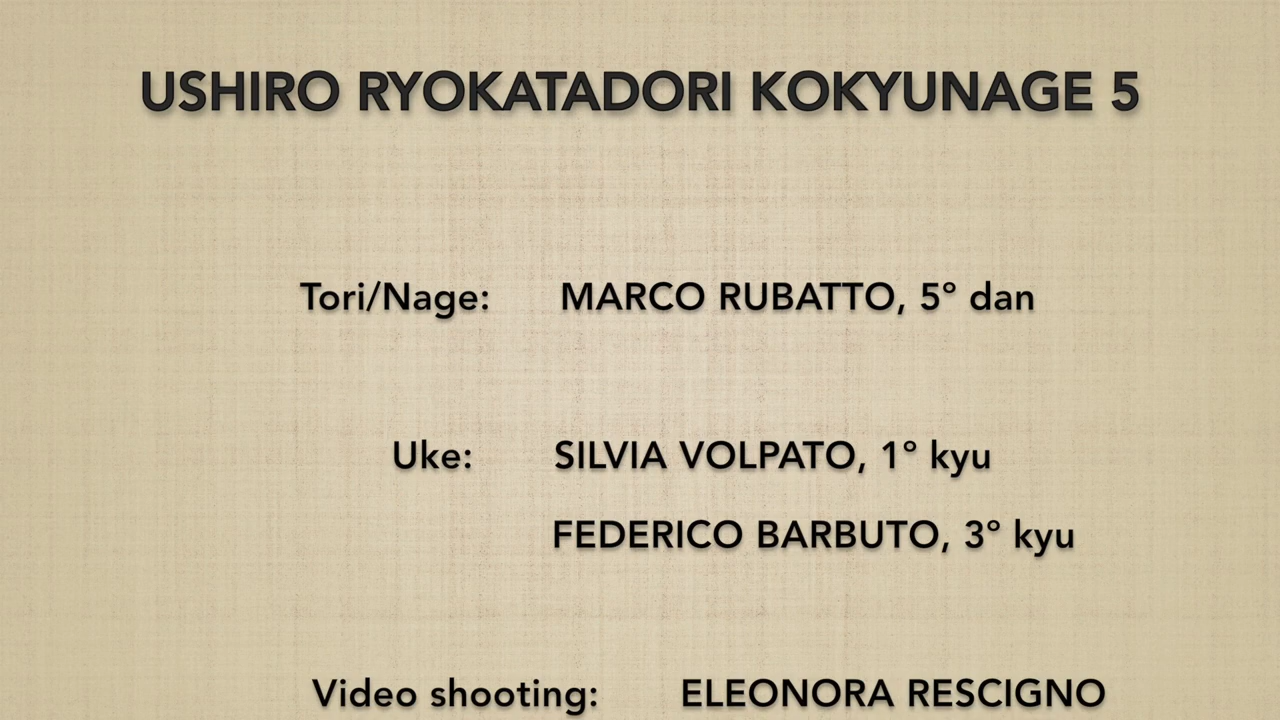 USHIRO RYOKATADORI KOKYUNAGE 5
Tori/Nage: MARCO RUBATTO, 5° dan
Uke: SILVIA VOLPATO, 1° kyu
FEDERICO BARBUTO, 3° kyu
Video shooting: ELEONORA RESCIGNO